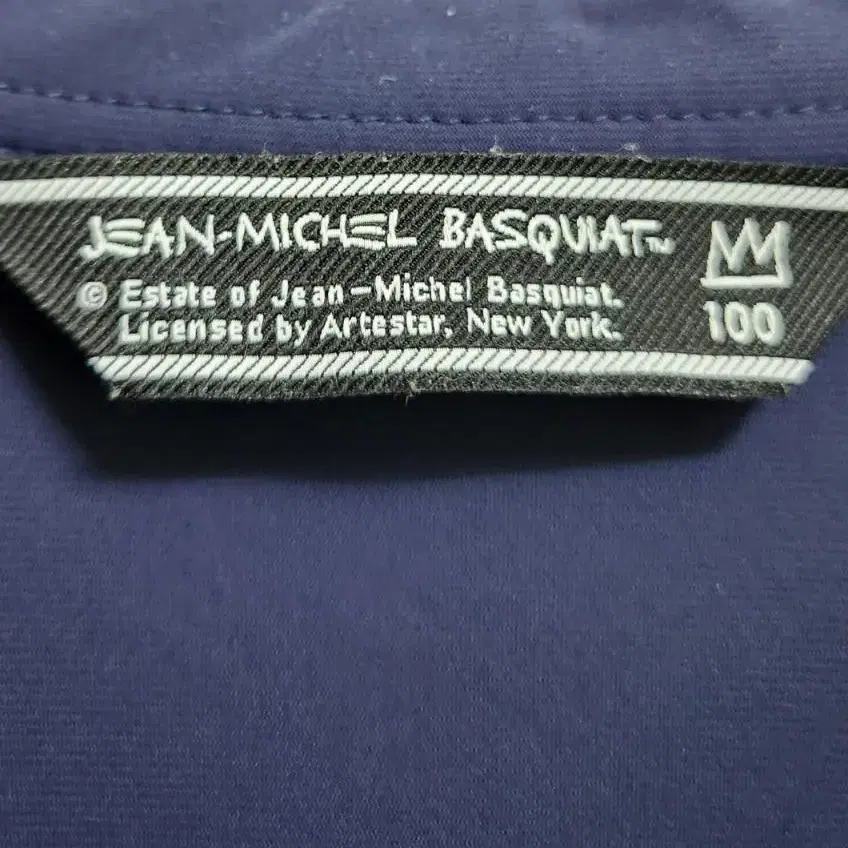 JEAN-MICHEL BASQUIAT™
© Estate of Jean-Michel Basquiat.
Licensed by Artestar, New York.
100